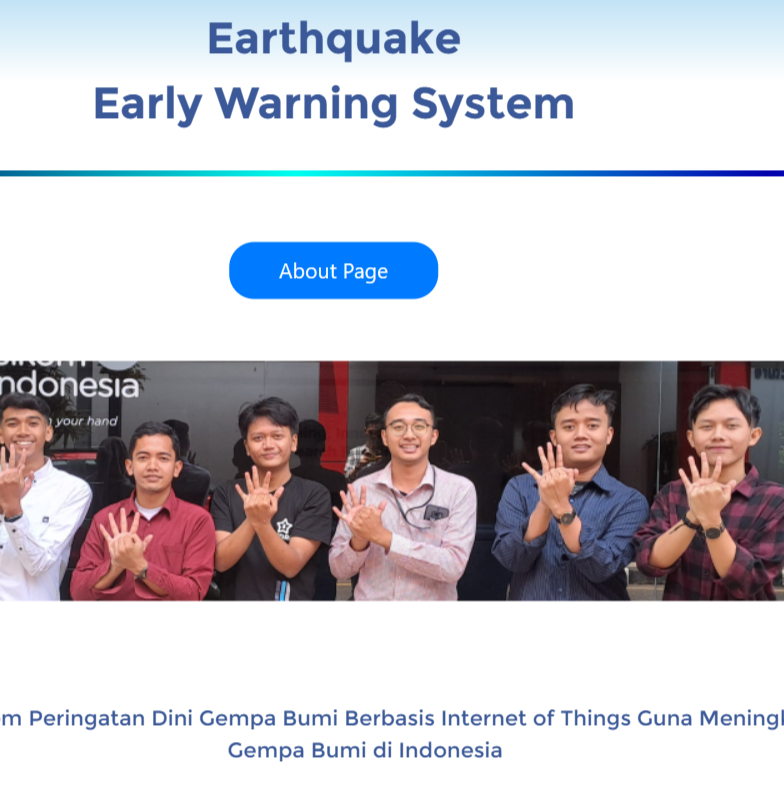 Earthquake
Early Warning System
About Page
ndonesia
your hand
Peringatan Dini Gempa Bumi Berbasis Internet of Things Guna
Gempa Bumi di Indonesia